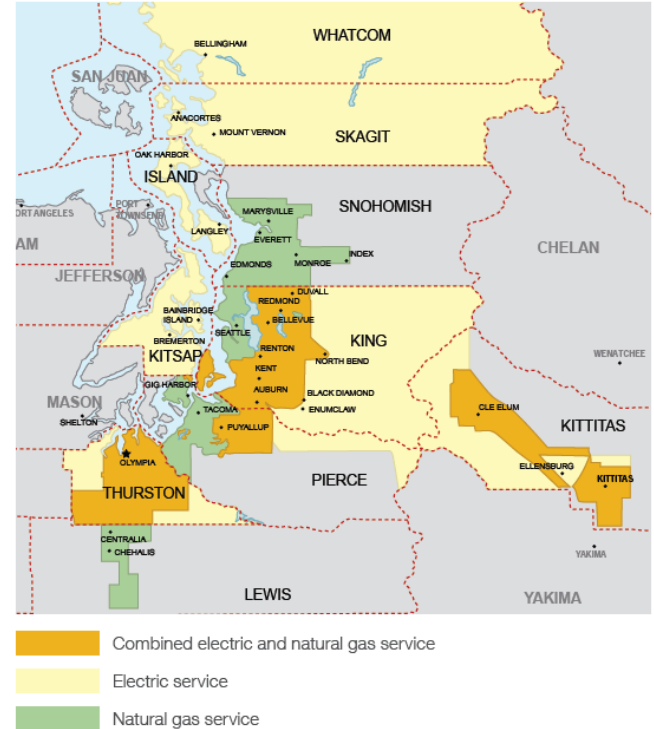 WHATCOM
BELLINGHAM
SAN JUAN
ANACORTES
MOUNT VERNON
SKAGIT
OAK HARBOR
ISLAND
PORT
TOWNSEND
ORT ANGELES
SNOHOMISH
MARYSVILLE
LANGLEY
EVERETT
AM
CHELAN
INDEX
MONROE
EDMONDS
JEFFERSON
DUVALL
REDMOND
BAINBRIDGE
ISLAND
BELLEVUE
SEATTLE
BREMERTON
KING
KITSAP
RENTON
NORTH BEND
WENATCHEE
KENT
GIG HARBOR
AUBURN
BLACK DIAMOND
MASON
TACOMA
ENUMCLAW
CLE ELUM
SHELTON
PUYALLUP
KITTITAS
OLYMPIA
ELLENSBURG
PIERCE
KITTITAS
THURSTON
CENTRALIA
CHEHALIS
YAKIMA
LEWIS
YAKIMA
Combined electric and natural gas service
Electric service
Natural gas service